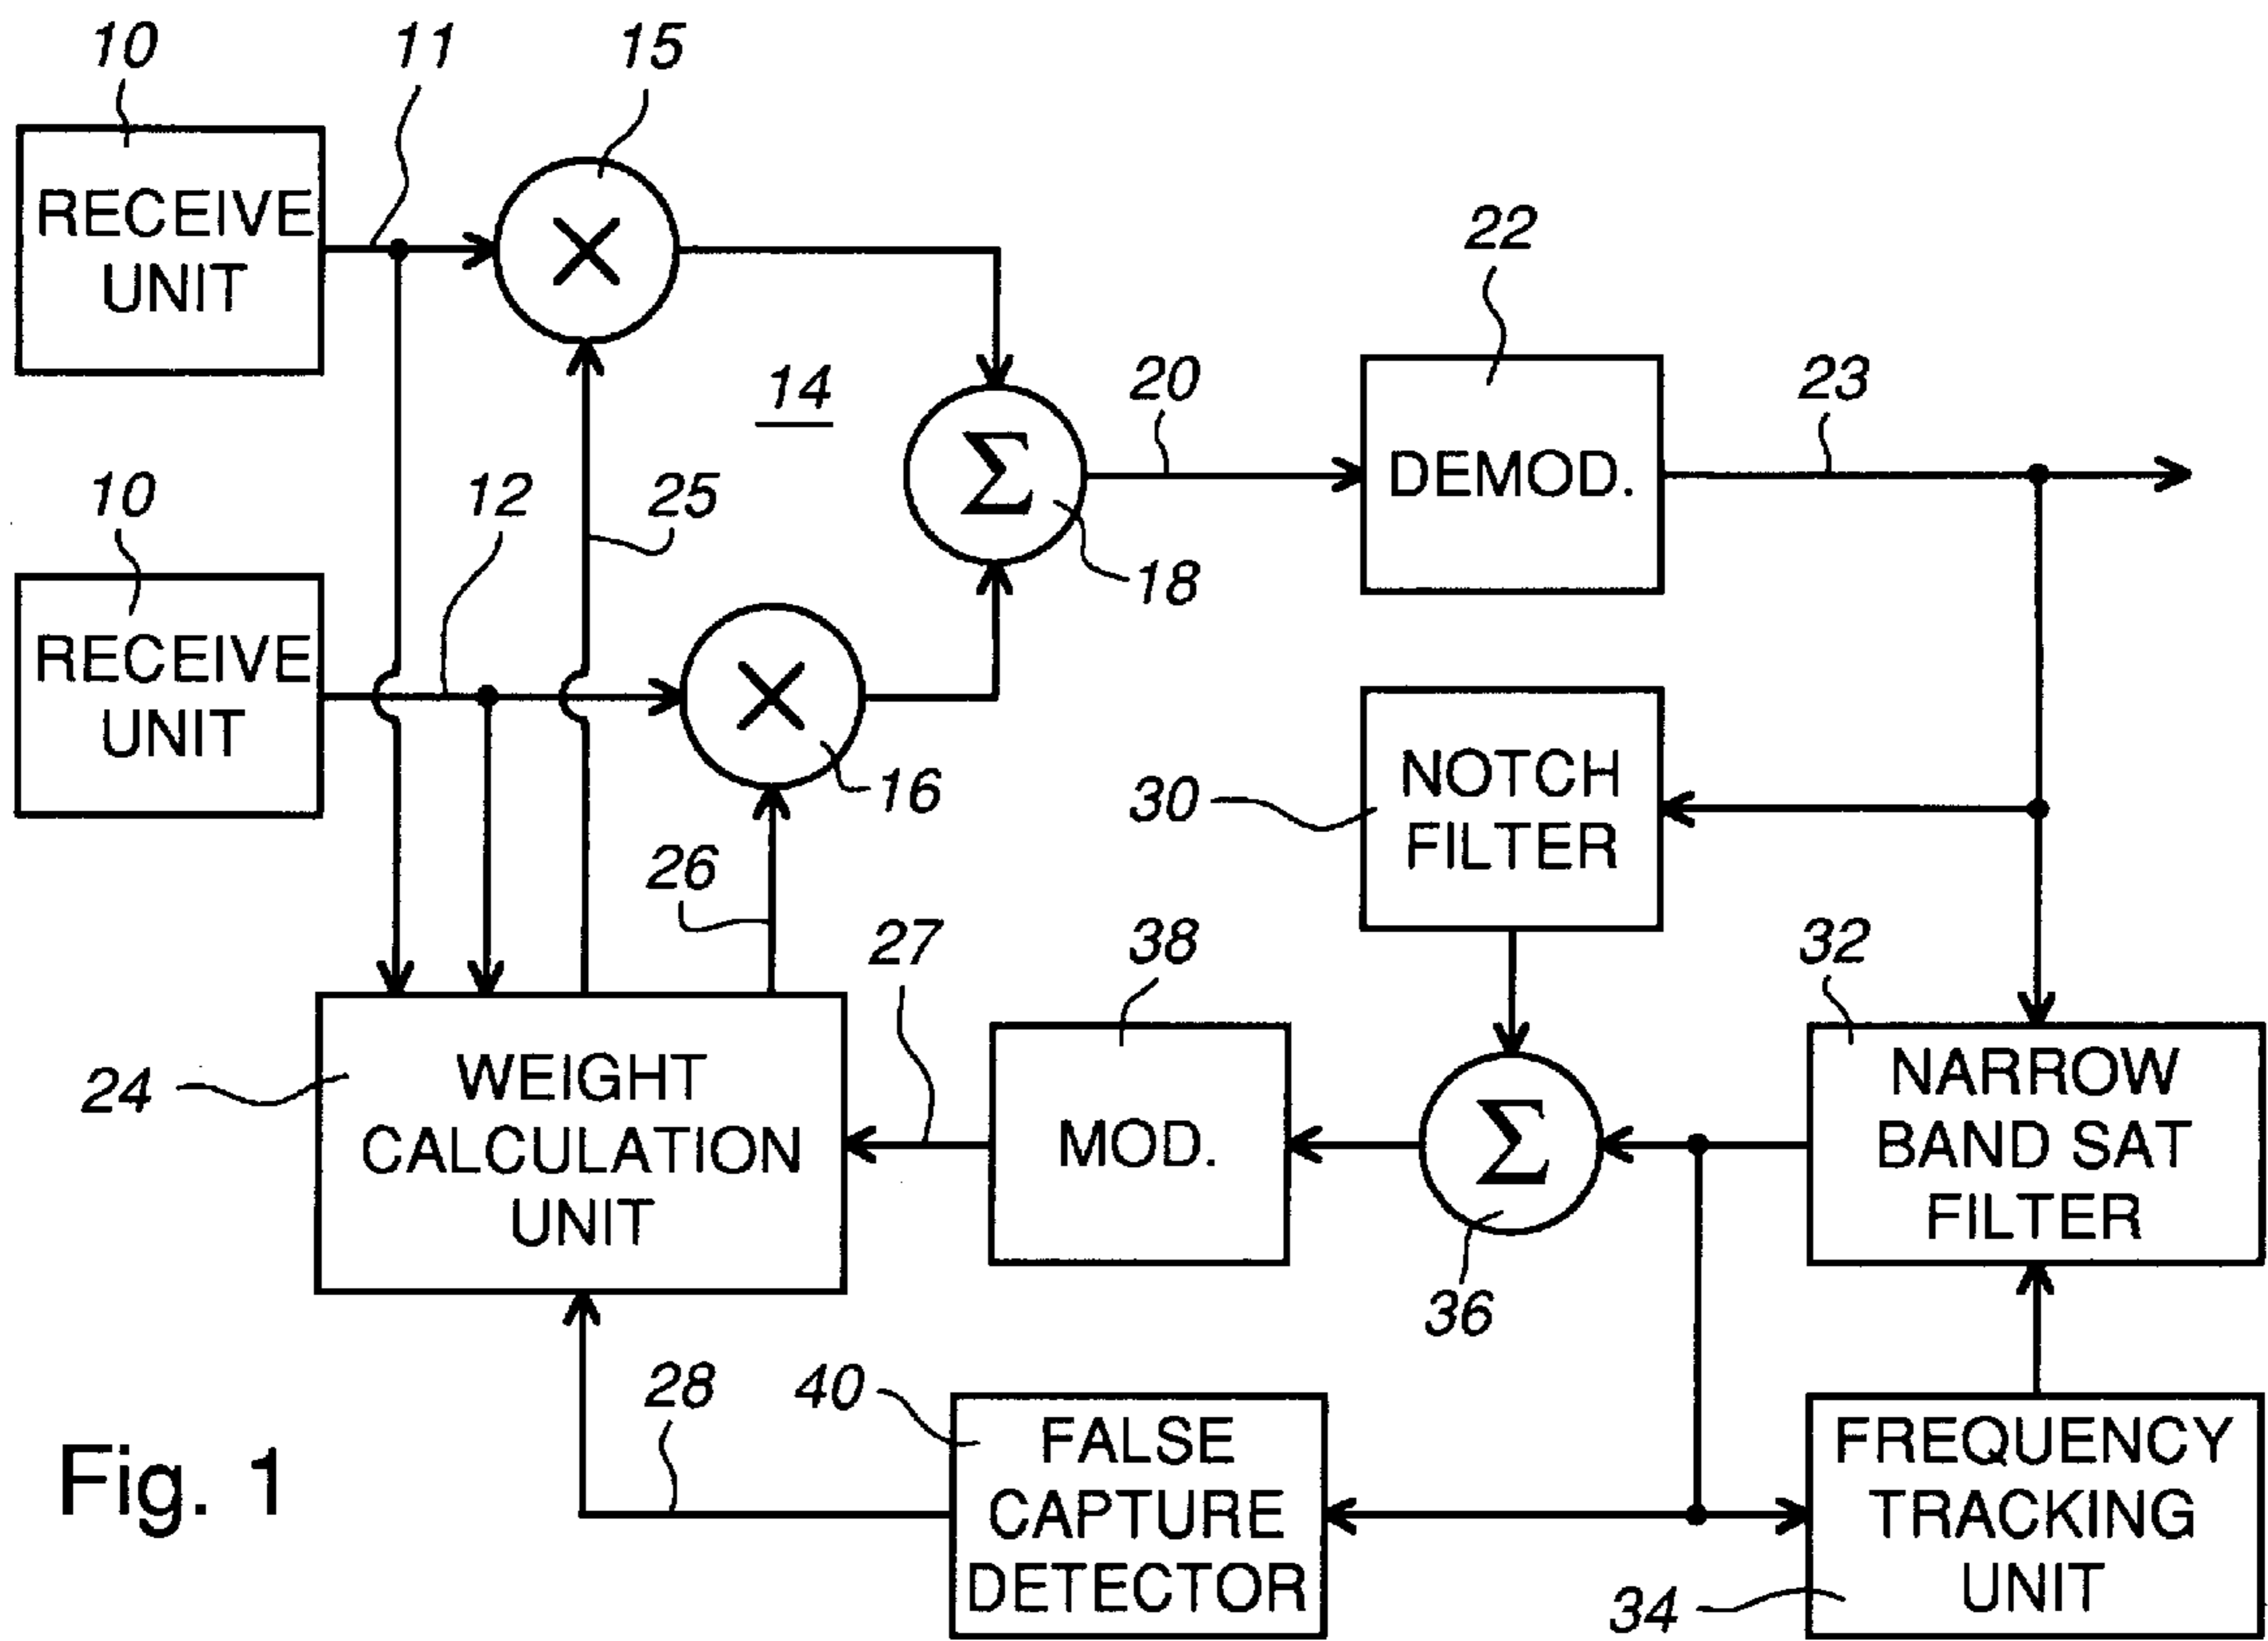 10
11
15
RECEIVE
UNIT
×
22
14
20
23
10
12
25
Σ
DEMOD.
18
RECEIVE
UNIT
×
16
30
NOTCH
FILTER
26
27
38
32
24
WEIGHT
CALCULATION
UNIT
MOD.
Σ
NARROW
BAND SAT
FILTER
36
28
40
FALSE
CAPTURE
DETECTOR
FREQUENCY
TRACKING
UNIT
34
Fig. 1